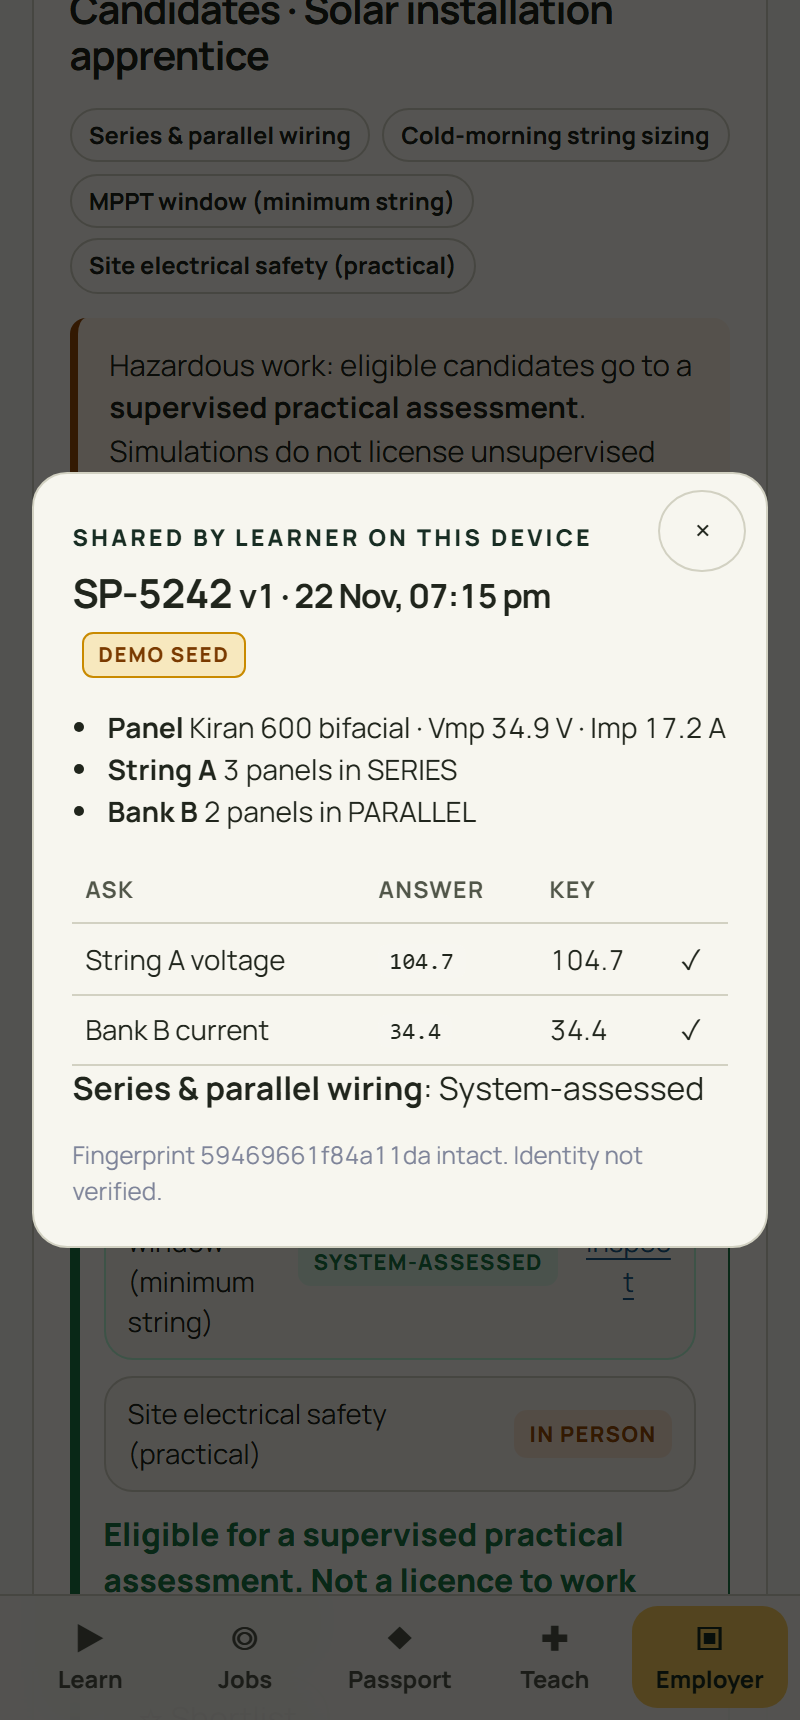 Candidates · Solar installation
apprentice
Series & parallel wiring
Cold-morning string sizing
MPPT window (minimum string)
Site electrical safety (practical)
Hazardous work: eligible candidates go to a
supervised practical assessment.
Simulations do not license unsupervised
SHARED BY LEARNER ON THIS DEVICE
×
SP-5242 v1 · 22 Nov, 07:15 pm
DEMO SEED
• Panel Kiran 600 bifacial · Vmp 34.9 V · Imp 17.2 A
• String A 3 panels in SERIES
• Bank B 2 panels in PARALLEL
ASK ANSWER KEY
String A voltage 104.7 104.7 ✓
Bank B current 34.4 34.4 ✓
Series & parallel wiring: System-assessed
Fingerprint 59469661f84a11da intact. Identity not
verified.
window
(minimum
string)
SYSTEM-ASSESSED
Inspec
t
Site electrical safety
(practical)
IN PERSON
Eligible for a supervised practical
assessment. Not a licence to work
Learn
Jobs
Passport
Teach
Employer